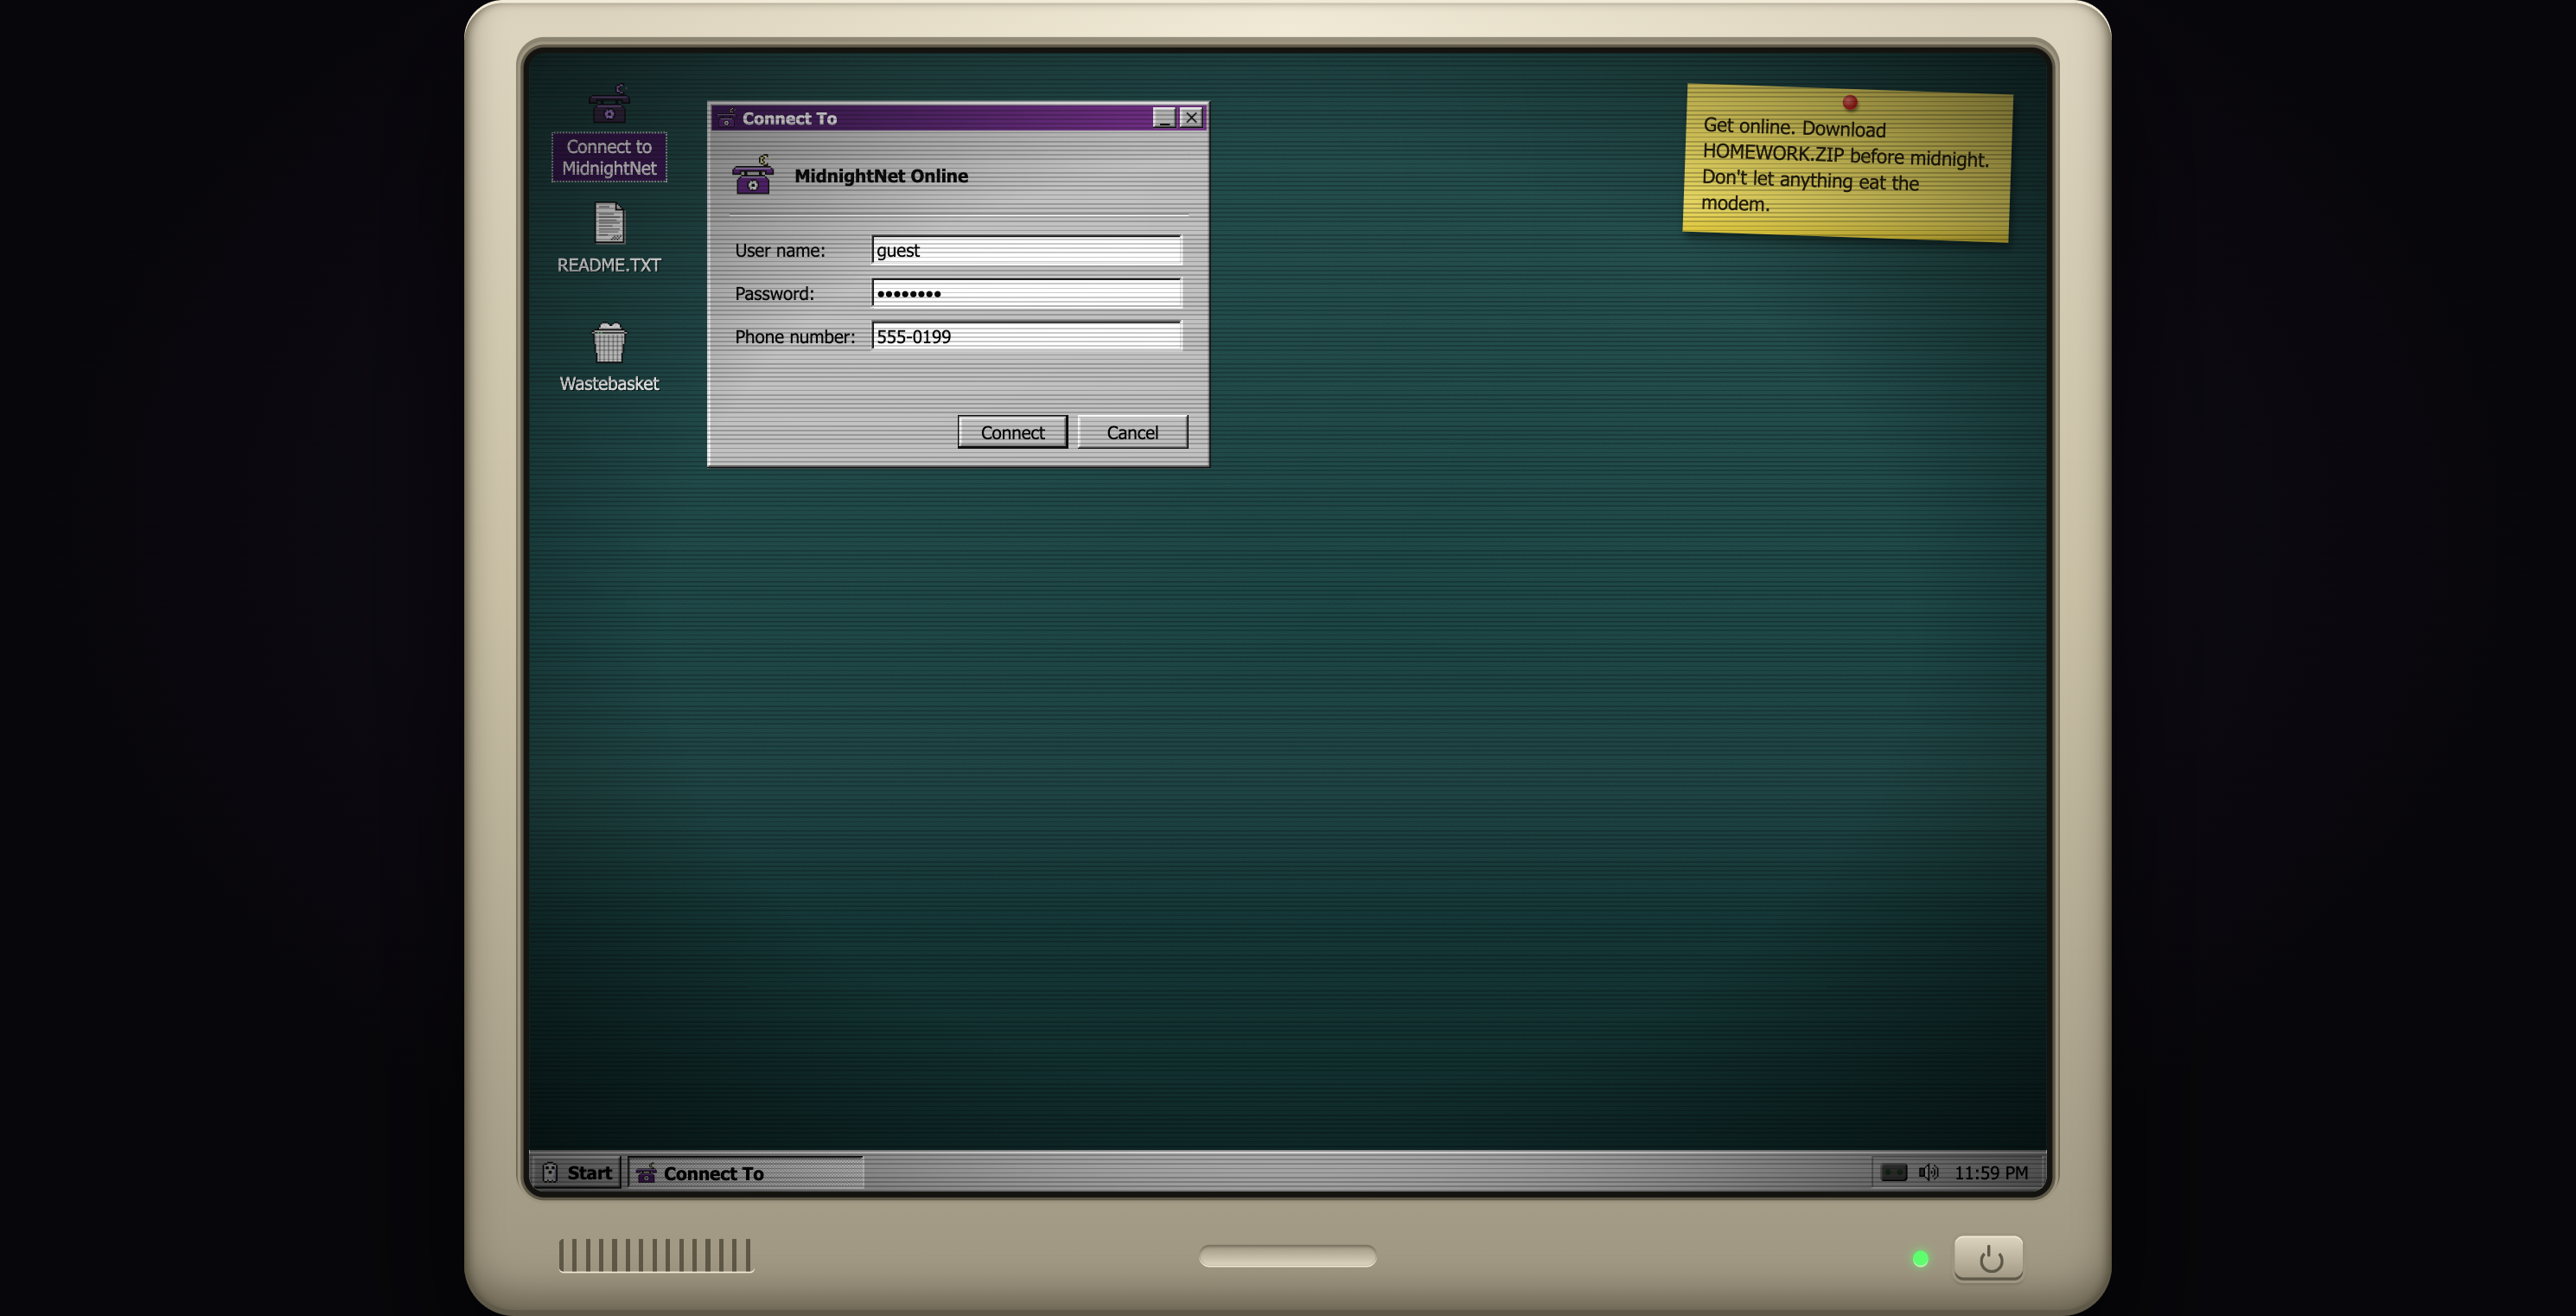 Connect to
MidnightNet
README.TXT
Wastebasket
Connect To
MidnightNet Online
User name: guest
Password: ••••••••
Phone number: 555-0199
Connect Cancel
Get online. Download
HOMEWORK.ZIP before midnight.
Don't let anything eat the
modem.
Start Connect To 11:59 PM